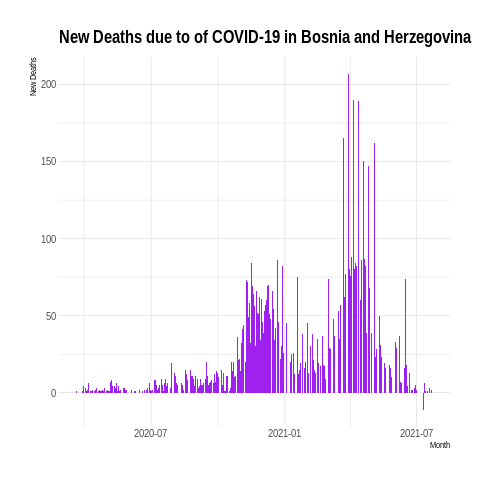 New Deaths due to of COVID-19 in Bosnia and Herzegovina
New Deaths
200
150
100
50
0
2020-07
2021-01
2021-07
Month